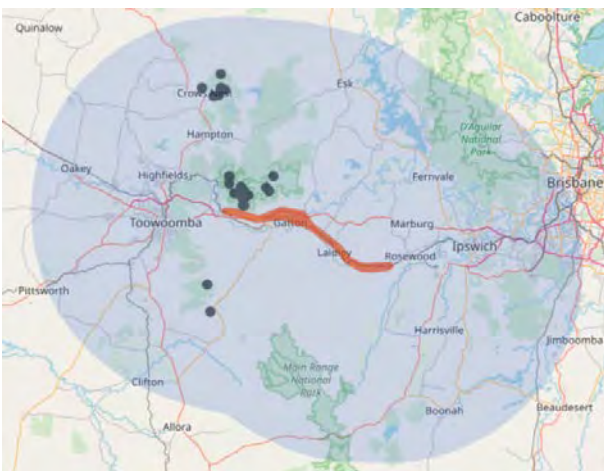 Caboolture
Quinalow
Esk
Crows Nest
D'Aguilar
National
Park
Hampton
Oakey
Highfields
Fernvale
Brisbane
Toowoomba
Gatton
Marburg
Ipswich
Laidley
Rosewood
Pittsworth
Harrisville
Jimboomba
Main Range
National
Park
Clifton
Boonah
Beaudesert
Allora